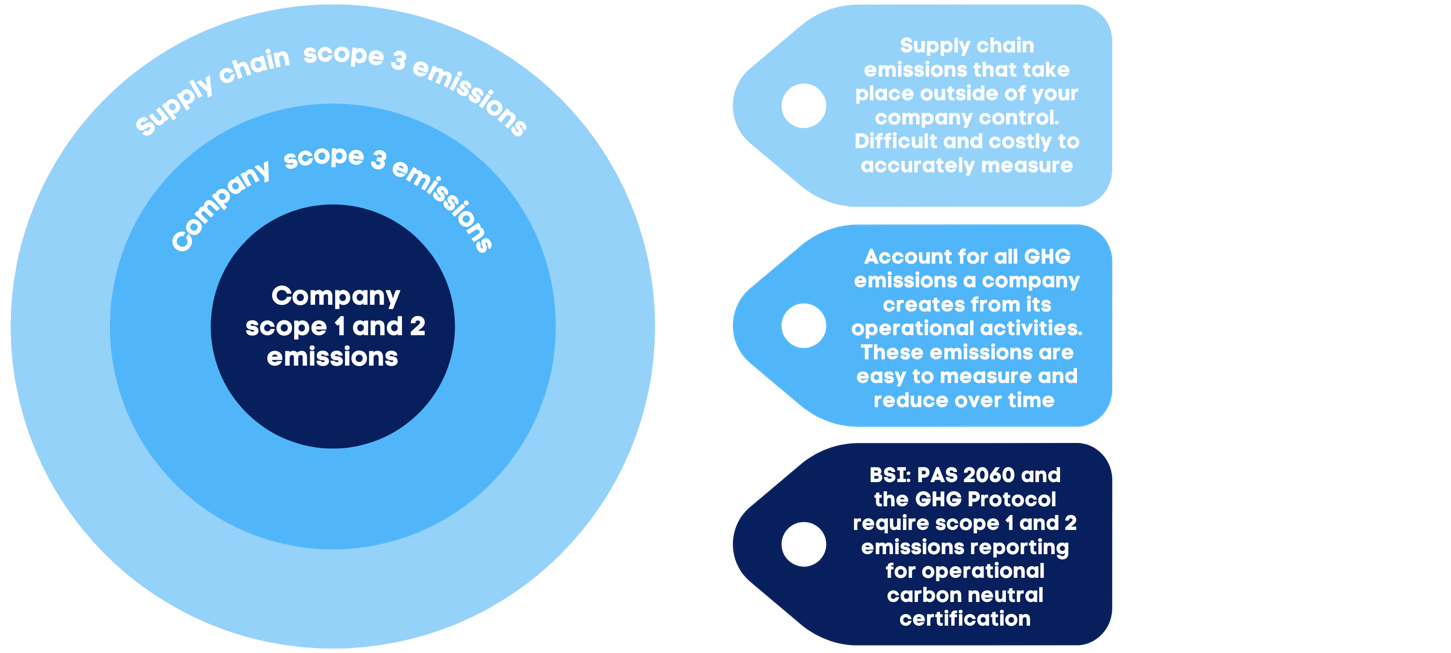 Supply chain scope 3 emissions
Company scope 3 emissions
Company
scope 1 and 2
emissions
Supply chain
emissions that take
place outside of your
company control.
Difficult and costly to
accurately measure
Account for all GHG
emissions a company
creates from its
operational activities.
These emissions are
easy to measure and
reduce over time
BSI: PAS 2060 and
the GHG Protocol
require scope 1 and 2
emissions reporting
for operational
carbon neutral
certification